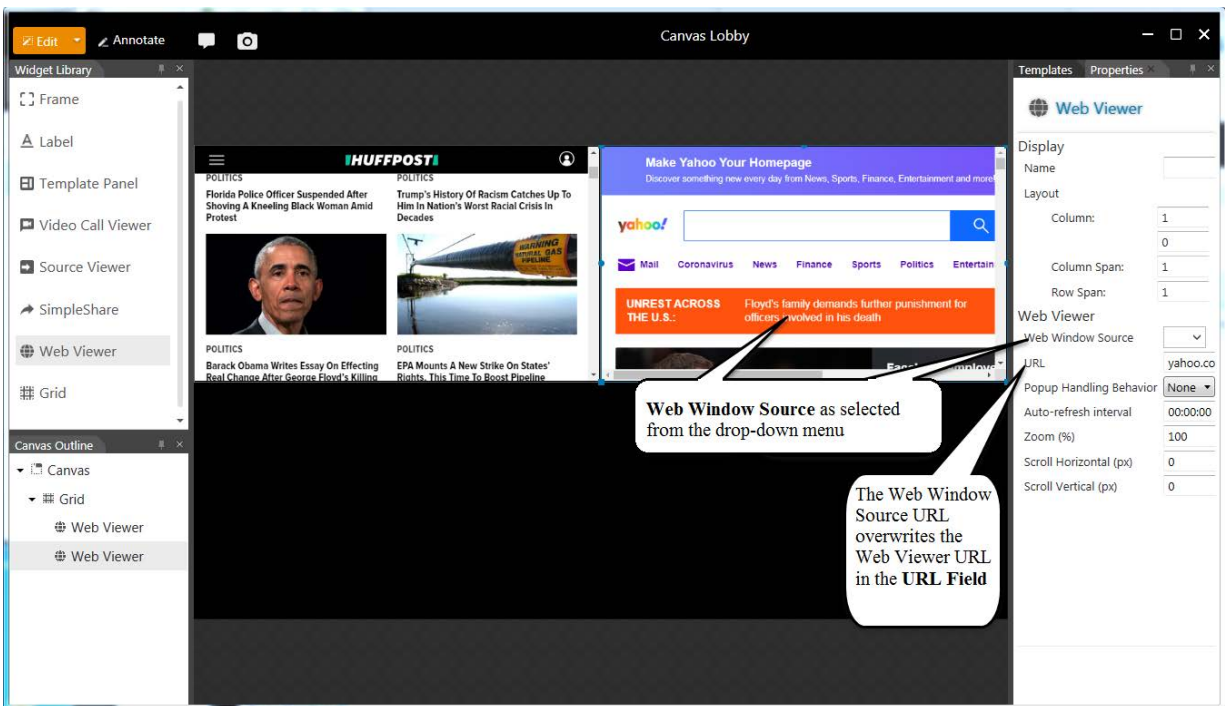 Edit
Annotate
Canvas Lobby
Widget Library
Frame
Label
Template Panel
Video Call Viewer
Source Viewer
SimpleShare
Web Viewer
Grid
Canvas Outline
Canvas
Grid
Web Viewer
Web Viewer
HUFFPOST
POLITICS
Florida Police Officer Suspended After
Shoving A Kneeling Black Woman Amid
Protest
POLITICS
Trump's History Of Racism Catches Up To
Him In Nation's Worst Racial Crisis In
Decades
WARNING
NATURAL GAS
PIPELINE
POLITICS
Barack Obama Writes Essay On Effecting
Real Change After George Floyd's Killing
POLITICS
EPA Mounts A New Strike On States'
Rights, This Time To Boost Pipeline
Make Yahoo Your Homepage
Discover something new every day from News, Sports, Finance, Entertainment and more!
yahoo!
Mail Coronavirus News Finance Sports Politics Entertain
UNREST ACROSS
THE U.S.:
Floyd's family demands further punishment for
officers involved in his death
Web Window Source as selected
from the drop-down menu
The Web Window
Source URL
overwrites the
Web Viewer URL
in the URL Field
Templates Properties
Web Viewer
Display
Name
Layout
Column: 1
0
Column Span: 1
Row Span: 1
Web Viewer
Web Window Source
URL yahoo.co
Popup Handling Behavior None
Auto-refresh interval 00:00:00
Zoom (%) 100
Scroll Horizontal (px) 0
Scroll Vertical (px) 0